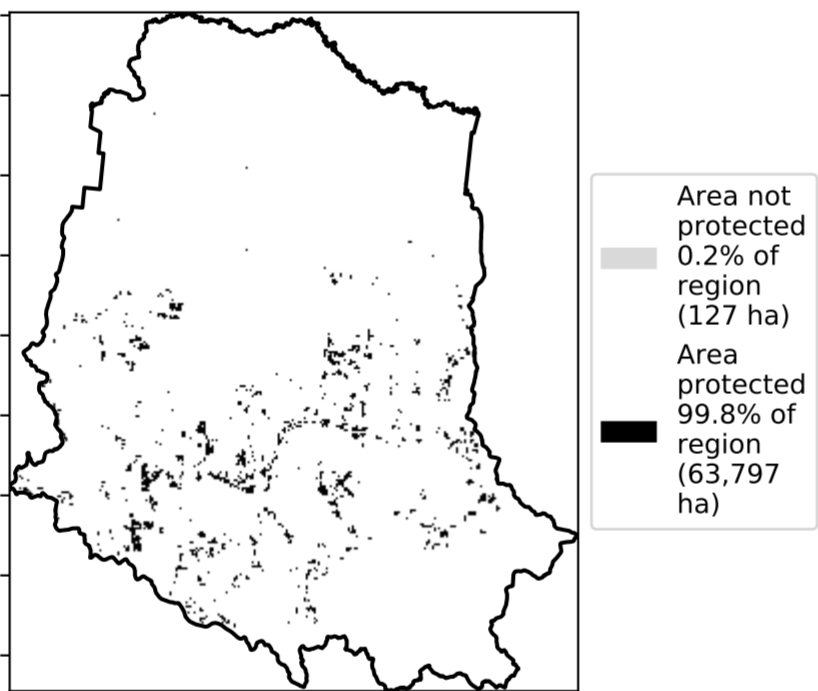 Area not
protected
0.2% of
region
(127 ha)
Area
protected
99.8% of
region
(63,797
ha)